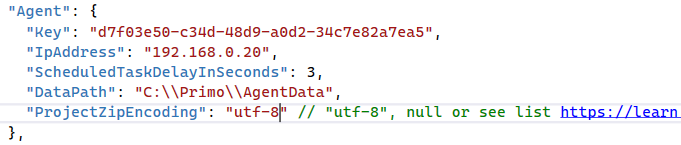 "Agent": {
"Key": "d7f03e50-c34d-48d9-a0d2-34c7e82a7ea5",
"IpAddress": "192.168.0.20",
"ScheduledTaskDelayInSeconds": 3,
"DataPath": "C:\\Primo\\AgentData",
"ProjectZipEncoding": "utf-8" // "utf-8", null or see list https://learn
},